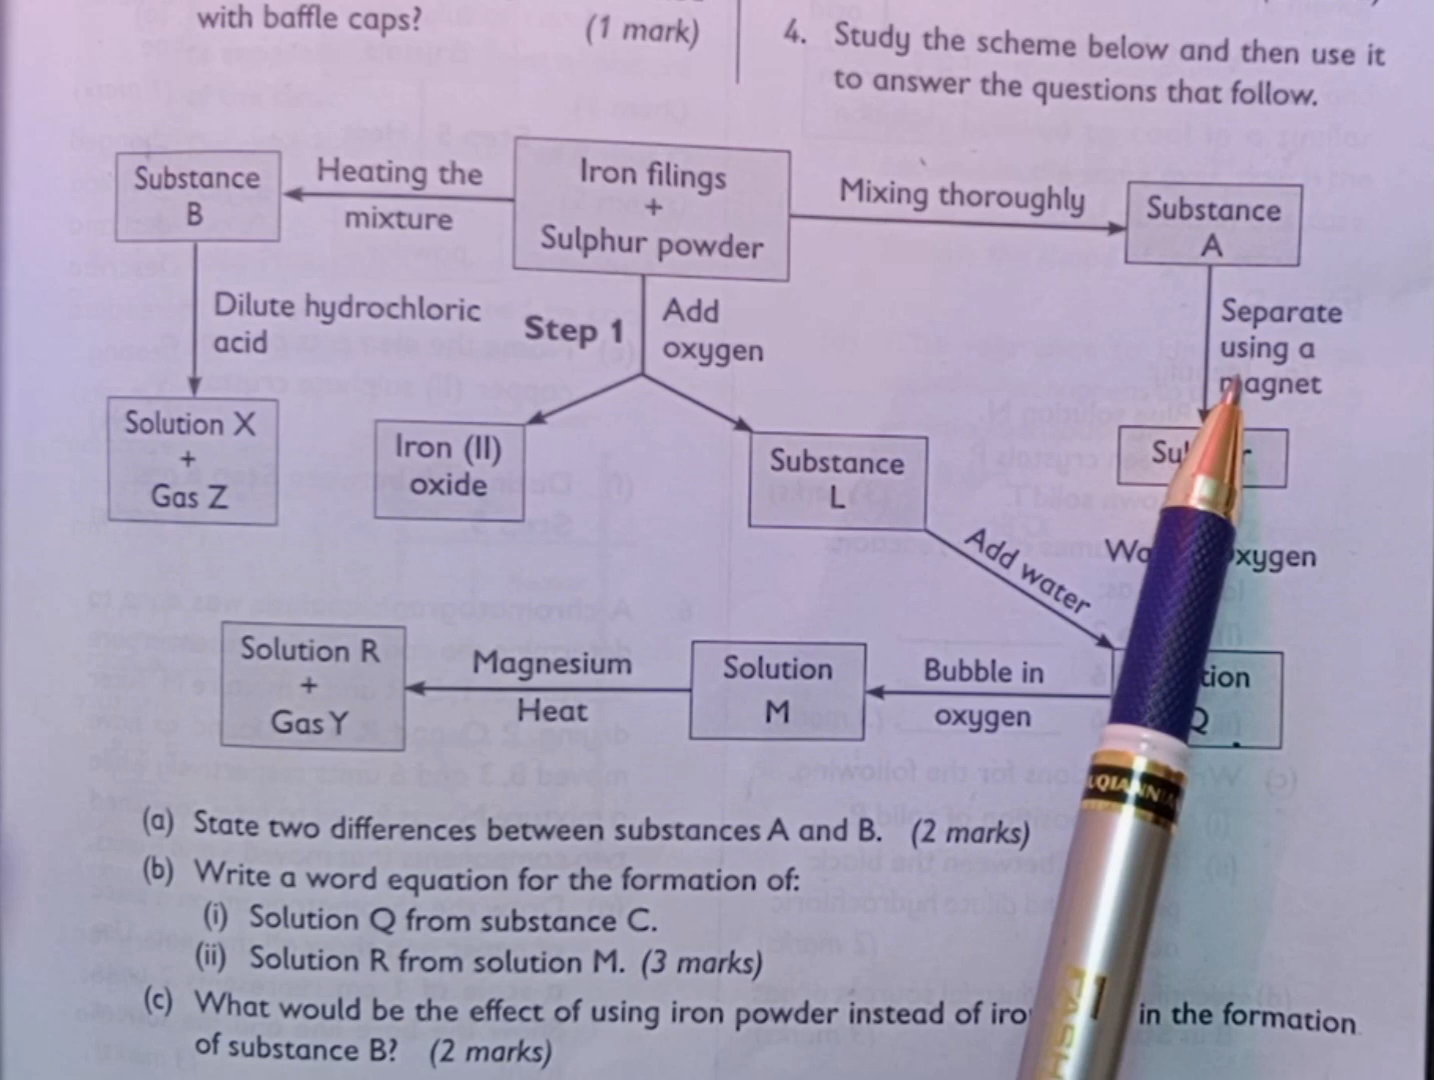 with baffle caps?
(1 mark)
4. Study the scheme below and then use it
to answer the questions that follow.
Substance
B
Heating the
mixture
Iron filings
+
Sulphur powder
Mixing thoroughly
Substance
A
Dilute hydrochloric
acid
Step 1
Add
oxygen
Separate
using a
magnet
Solution X
+
Gas Z
Iron (II)
oxide
Substance
L
Add water
Solution R
+
Gas Y
Magnesium
Heat
Solution
M
Bubble in
oxygen
Q
(a) State two differences between substances A and B. (2 marks)
(b) Write a word equation for the formation of:
(i) Solution Q from substance C.
(ii) Solution R from solution M. (3 marks)
(c) What would be the effect of using iron powder instead of in the formation
of substance B? (2 marks)